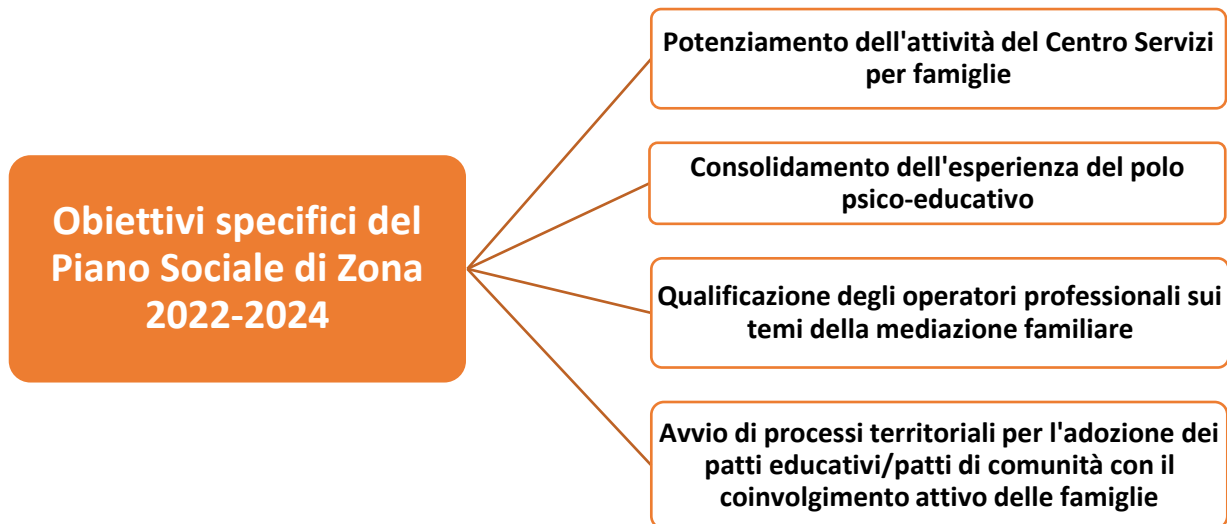 Obiettivi specifici del
Piano Sociale di Zona
2022-2024
Potenziamento dell'attività del Centro Servizi
per famiglie
Consolidamento dell'esperienza del polo
psico-educativo
Qualificazione degli operatori professionali sui
temi della mediazione familiare
Avvio di processi territoriali per l'adozione dei
patti educativi/patti di comunità con il
coinvolgimento attivo delle famiglie